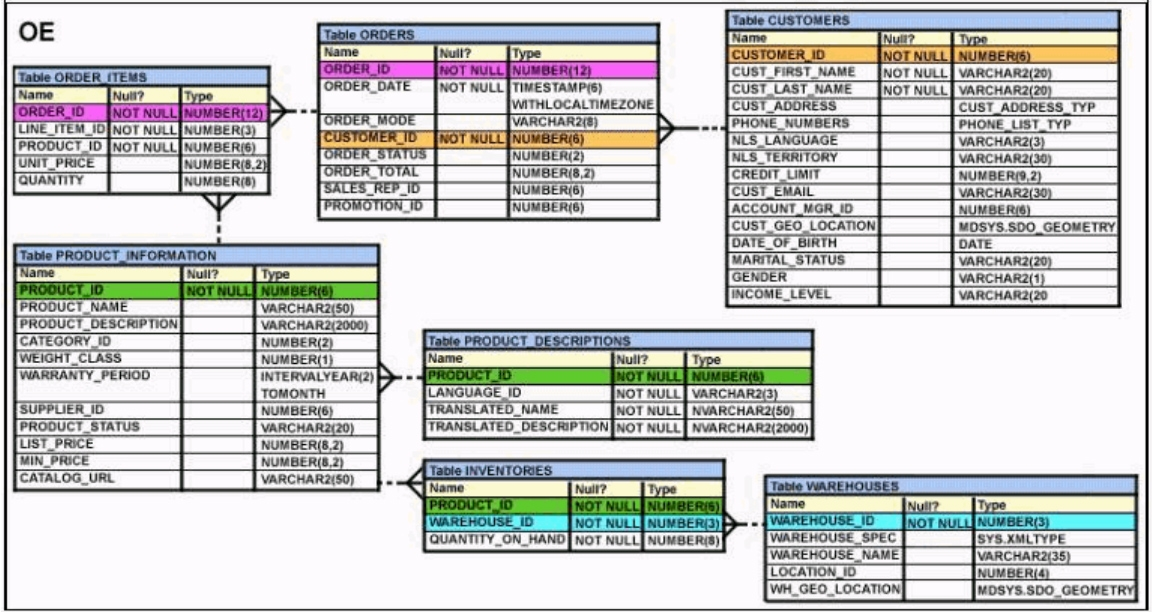 OE
Table ORDER_ITEMS
Name Null? Type
ORDER_ID NOT NULL NUMBER(12)
LINE_ITEM_ID NOT NULL NUMBER(3)
PRODUCT_ID NOT NULL NUMBER(6)
UNIT_PRICE NUMBER(8,2)
QUANTITY NUMBER(8)
Table ORDERS
Name Null? Type
ORDER_ID NOT NULL NUMBER(12)
ORDER_DATE NOT NULL TIMESTAMP(6)
WITHLOCALTIMEZONE
ORDER_MODE VARCHAR2(8)
CUSTOMER_ID NOT NULL NUMBER(6)
ORDER_STATUS NUMBER(2)
ORDER_TOTAL NUMBER(8,2)
SALES_REP_ID NUMBER(6)
PROMOTION_ID NUMBER(6)
Table CUSTOMERS
Name Null? Type
CUSTOMER_ID NOT NULL NUMBER(6)
CUST_FIRST_NAME NOT NULL VARCHAR2(20)
CUST_LAST_NAME NOT NULL VARCHAR2(20)
CUST_ADDRESS CUST_ADDRESS_TYP
PHONE_NUMBERS PHONE_LIST_TYP
NLS_LANGUAGE VARCHAR2(3)
NLS_TERRITORY VARCHAR2(30)
CREDIT_LIMIT NUMBER(9,2)
CUST_EMAIL VARCHAR2(30)
ACCOUNT_MGR_ID NUMBER(6)
CUST_GEO_LOCATION MDSYS.SDO_GEOMETRY
DATE_OF_BIRTH DATE
MARITAL_STATUS VARCHAR2(20)
GENDER VARCHAR2(1)
INCOME_LEVEL VARCHAR2(20
Table PRODUCT_INFORMATION
Name Null? Type
PRODUCT_ID NOT NULL NUMBER(6)
PRODUCT_NAME VARCHAR2(50)
PRODUCT_DESCRIPTION VARCHAR2(2000)
CATEGORY_ID NUMBER(2)
WEIGHT_CLASS NUMBER(1)
WARRANTY_PERIOD INTERVALYEAR(2)
TOMONTH
SUPPLIER_ID NUMBER(6)
PRODUCT_STATUS VARCHAR2(20)
LIST_PRICE NUMBER(8,2)
MIN_PRICE NUMBER(8,2)
CATALOG_URL VARCHAR2(50)
Table PRODUCT_DESCRIPTIONS
Name Null? Type
PRODUCT_ID NOT NULL NUMBER(6)
LANGUAGE_ID NOT NULL VARCHAR2(3)
TRANSLATED_NAME NOT NULL NVARCHAR2(50)
TRANSLATED_DESCRIPTION NOT NULL NVARCHAR2(2000)
Table INVENTORIES
Name Null? Type
PRODUCT_ID NOT NULL NUMBER(6)
WAREHOUSE_ID NOT NULL NUMBER(3)
QUANTITY_ON_HAND NOT NULL NUMBER(8)
Table WAREHOUSES
Name Null? Type
WAREHOUSE_ID NOT NULL NUMBER(3)
WAREHOUSE_SPEC SYS.XMLTYPE
WAREHOUSE_NAME VARCHAR2(35)
LOCATION_ID NUMBER(4)
WH_GEO_LOCATION MDSYS.SDO_GEOMETRY